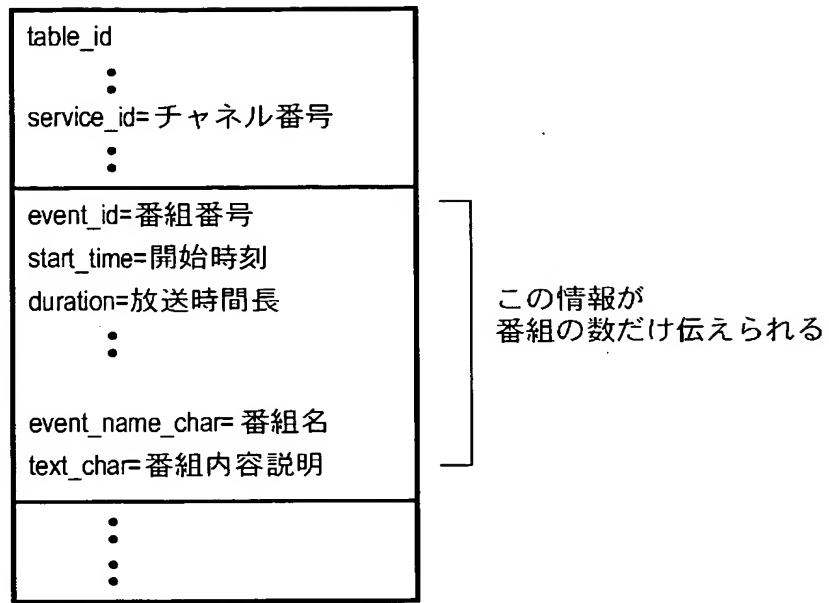 table_id
service_id=チャネル番号
event_id=番組番号
start_time=開始時刻
duration=放送時間長
event_name_char=番組名
text_char=番組内容説明
この情報が
番組の数だけ伝えられる